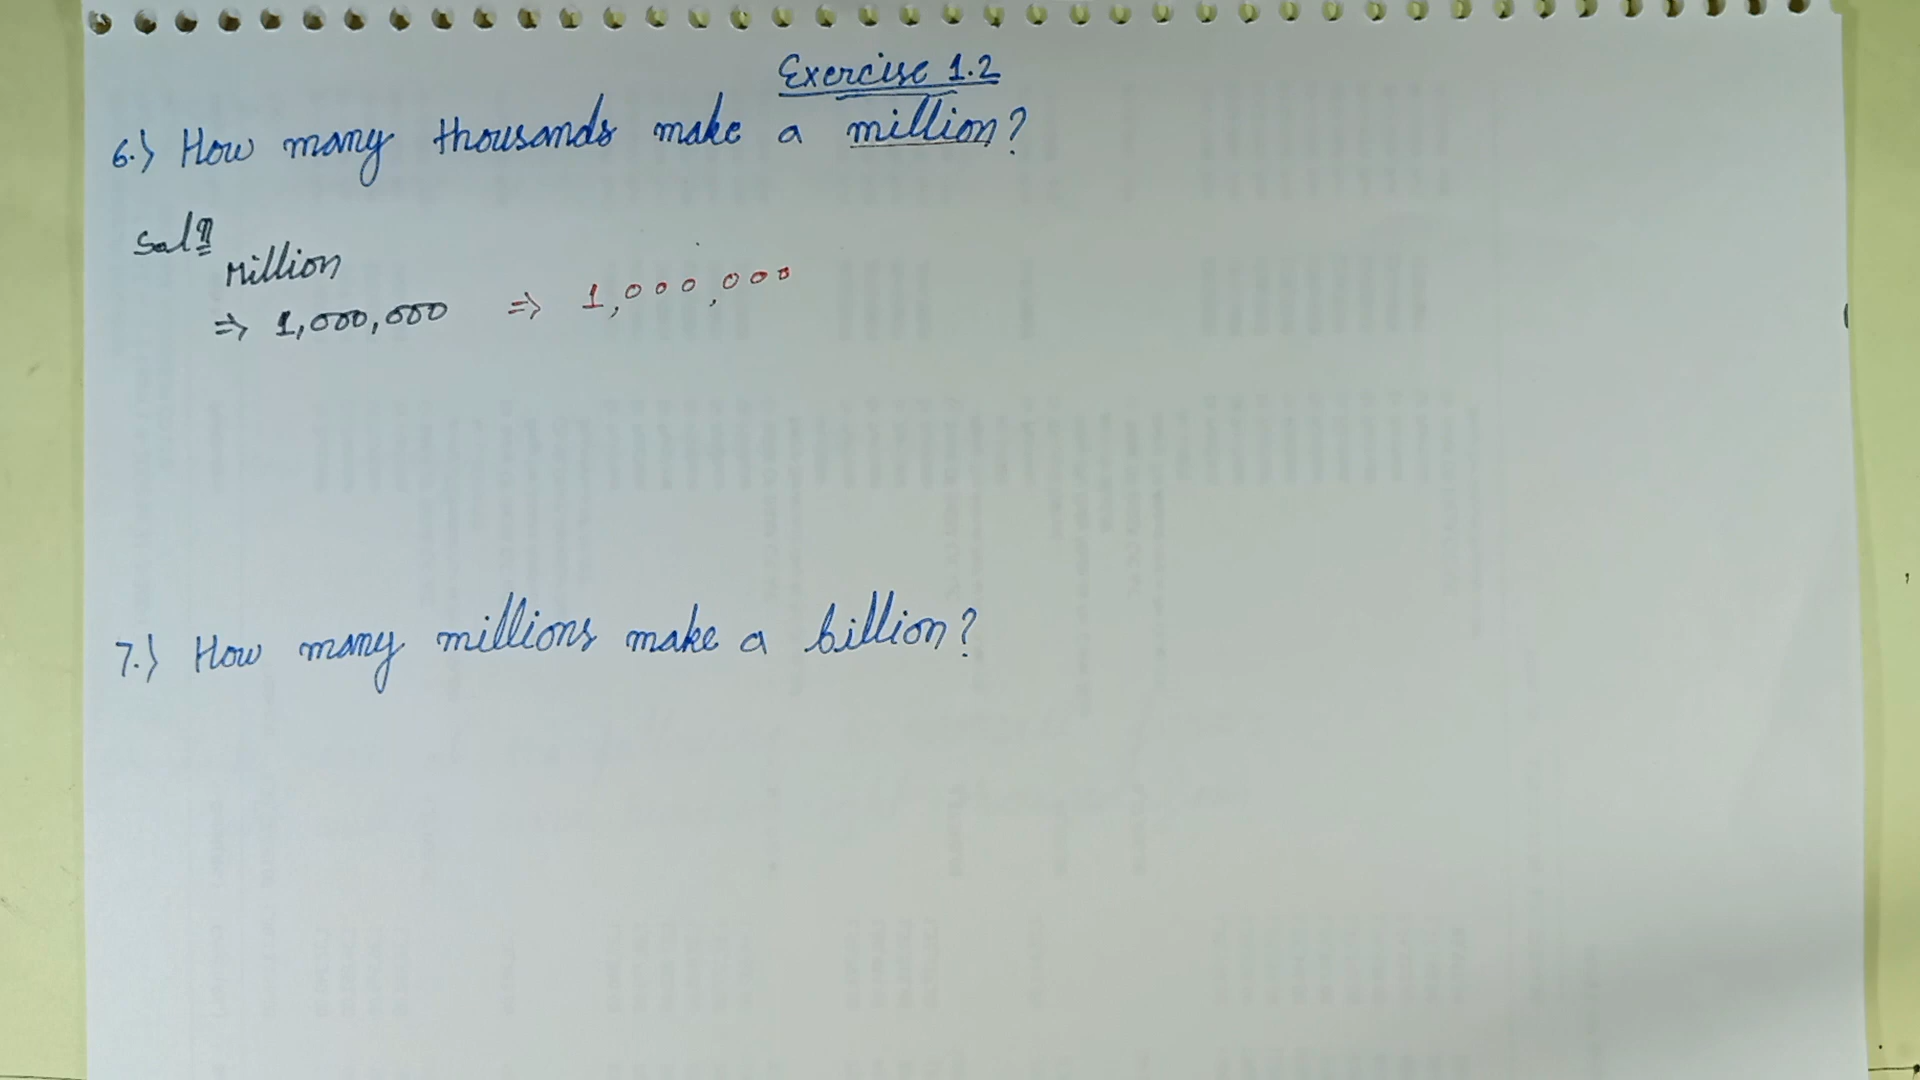 Exercise 1.2
6.) How many thousands make a million?
Solⁿ
Million
⇒ 1,000,000 ⇒ 1,000,000
7.) How many millions make a billion?